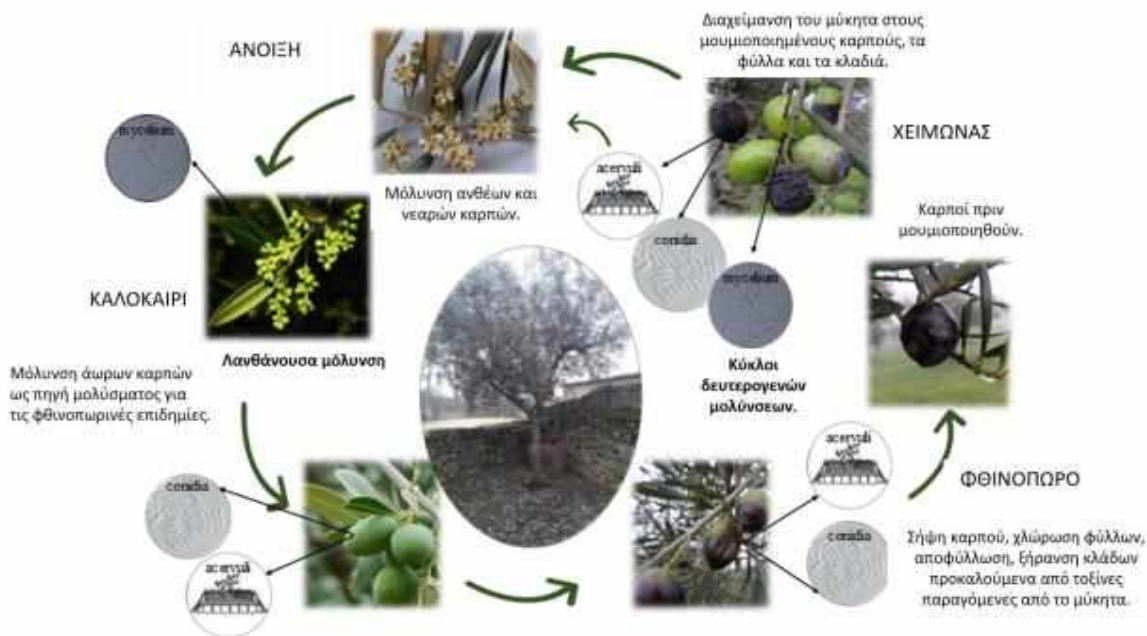 Διαχείμανση του μύκητα στους
μουμιοποιημένους καρπούς, τα
φύλλα και τα κλαδιά.
ΑΝΟΙΞΗ
ΧΕΙΜΩΝΑΣ
mycelium
acervuli
Μόλυνση ανθέων και
νεαρών καρπών.
conidia
mycelium
Καρποί πριν
μουμιοποιηθούν.
ΚΑΛΟΚΑΙΡΙ
Λανθάνουσα μόλυνση
Κύκλοι
δευτερογενών
μολύνσεων.
Μόλυνση άωρων καρπών
ως πηγή μολύσματος για
τις φθινοπωρινές επιδημίες.
acervuli
ΦΘΙΝΟΠΩΡΟ
conidia
acervuli
conidia
Σήψη καρπού, χλώρωση φύλλων,
αποφύλλωση, ξήρανση κλάδων
προκαλούμενα από τοξίνες
παραγόμενες από το μύκητα.